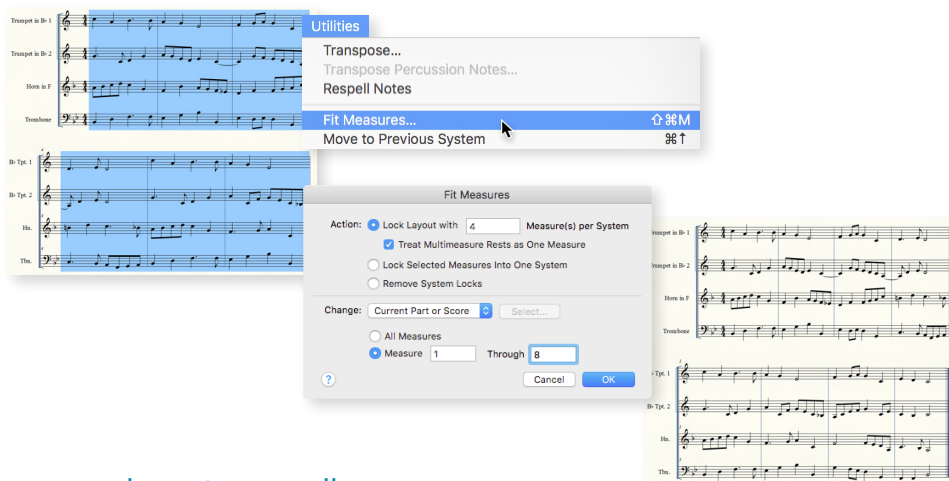 Trumpet in B♭ 1
Trumpet in B♭ 2
Horn in F
Trombone
4
B♭ Tpt. 1
B♭ Tpt. 2
Hn.
Tbn.
Utilities
Transpose...
Transpose Percussion Notes...
Respell Notes
Fit Measures... ⇧⌘M
Move to Previous System ⌘↑
Fit Measures
Action: Lock Layout with 4 Measure(s) per System
Treat Multimeasure Rests as One Measure
Lock Selected Measures Into One System
Remove System Locks
Change: Current Part or Score Select...
All Measures
Measure 1 Through 8
? Cancel OK
in B♭ 1
in B♭ 2
Horn in F
Trombone
5
Tpt. 1
B♭ Tpt. 2
Hn.
Tbn.